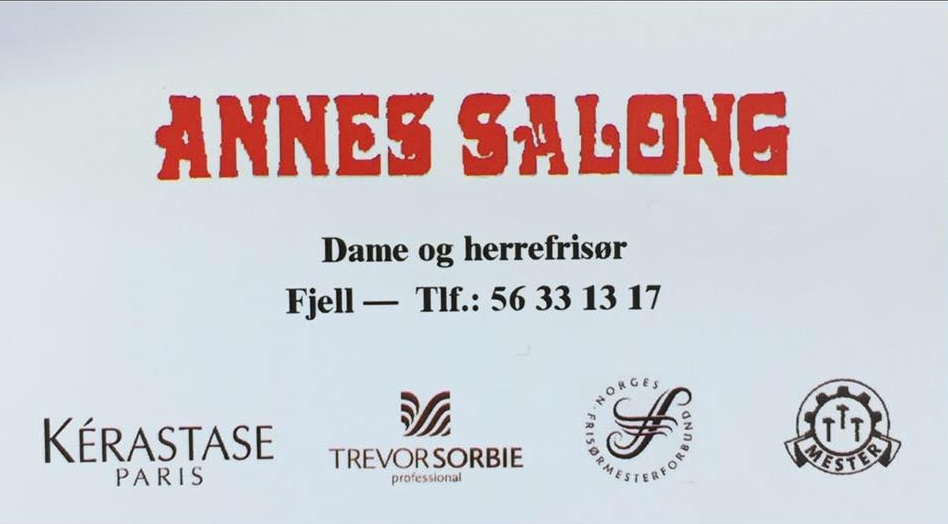 ANNES SALONG
Dame og herrefrisør
Fjell — Tlf.: 56 33 13 17
KÉRASTASE
PARIS
TREVOR SORBIE
professional
NORGES
FRISØRMESTERFORBUND
MESTER